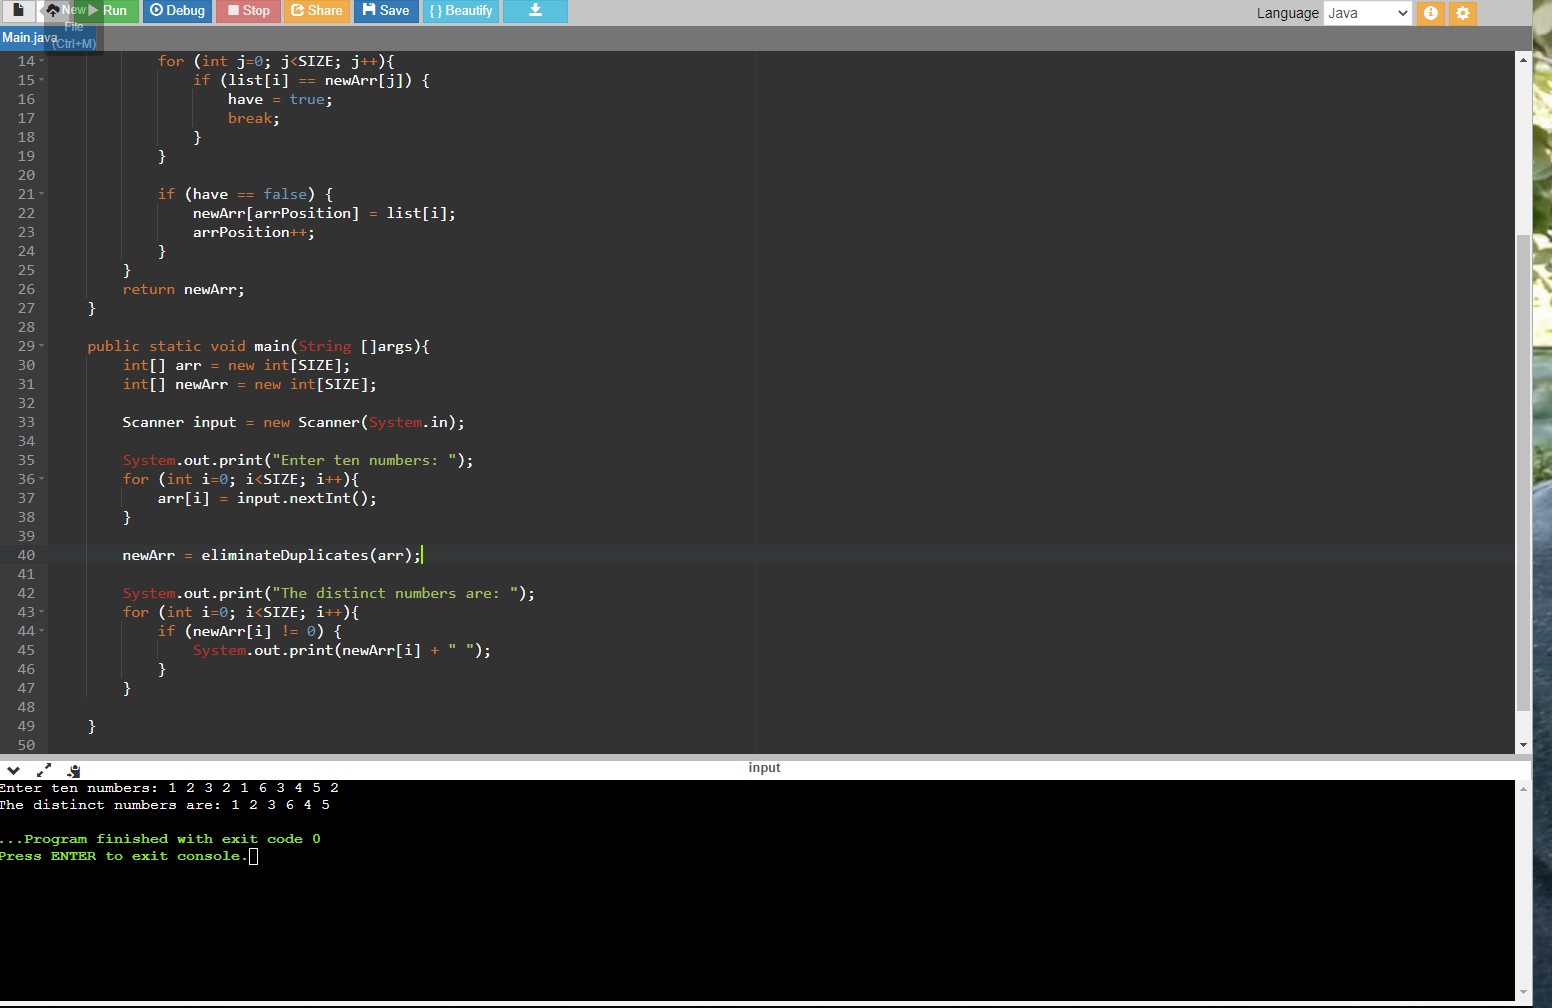 New Run Debug Stop Share Save {} Beautify Language Java
File
(Ctrl+M)
Main.java
14 for (int j=0; j<SIZE; j++){
15 if (list[i] == newArr[j]) {
16 have = true;
17 break;
18 }
19 }
20
21 if (have == false) {
22 newArr[arrPosition] = list[i];
23 arrPosition++;
24 }
25 }
26 return newArr;
27 }
28
29 public static void main(String []args){
30 int[] arr = new int[SIZE];
31 int[] newArr = new int[SIZE];
32
33 Scanner input = new Scanner(System.in);
34
35 System.out.print("Enter ten numbers: ");
36 for (int i=0; i<SIZE; i++){
37 arr[i] = input.nextInt();
38 }
39
40 newArr = eliminateDuplicates(arr);
41
42 System.out.print("The distinct numbers are: ");
43 for (int i=0; i<SIZE; i++){
44 if (newArr[i] != 0) {
45 System.out.print(newArr[i] + " ");
46 }
47 }
48
49 }
50
input
Enter ten numbers: 1 2 3 2 1 6 3 4 5 2
The distinct numbers are: 1 2 3 6 4 5
...Program finished with exit code 0
Press ENTER to exit console.